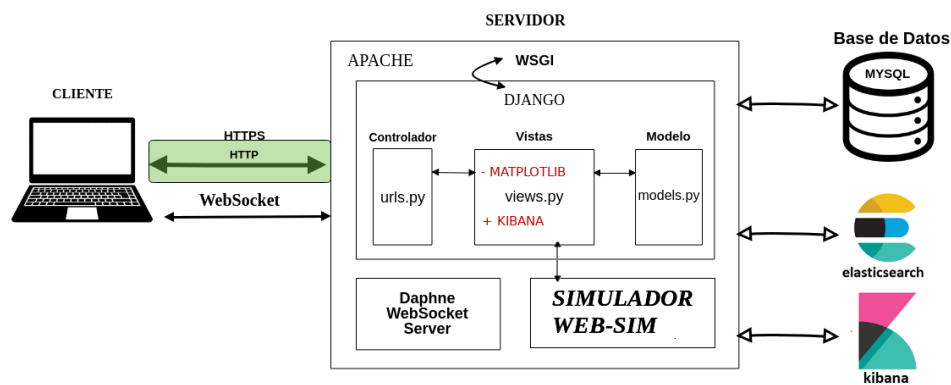 SERVIDOR
Base de Datos
APACHE
WSGI
MYSQL
CLIENTE
DJANGO
HTTPS
HTTP
Controlador
Vistas
Modelo
- MATPLOTLIB
urls.py
views.py
models.py
+ KIBANA
WebSocket
elasticsearch
Daphne
WebSocket
Server
SIMULADOR
WEB-SIM
kibana